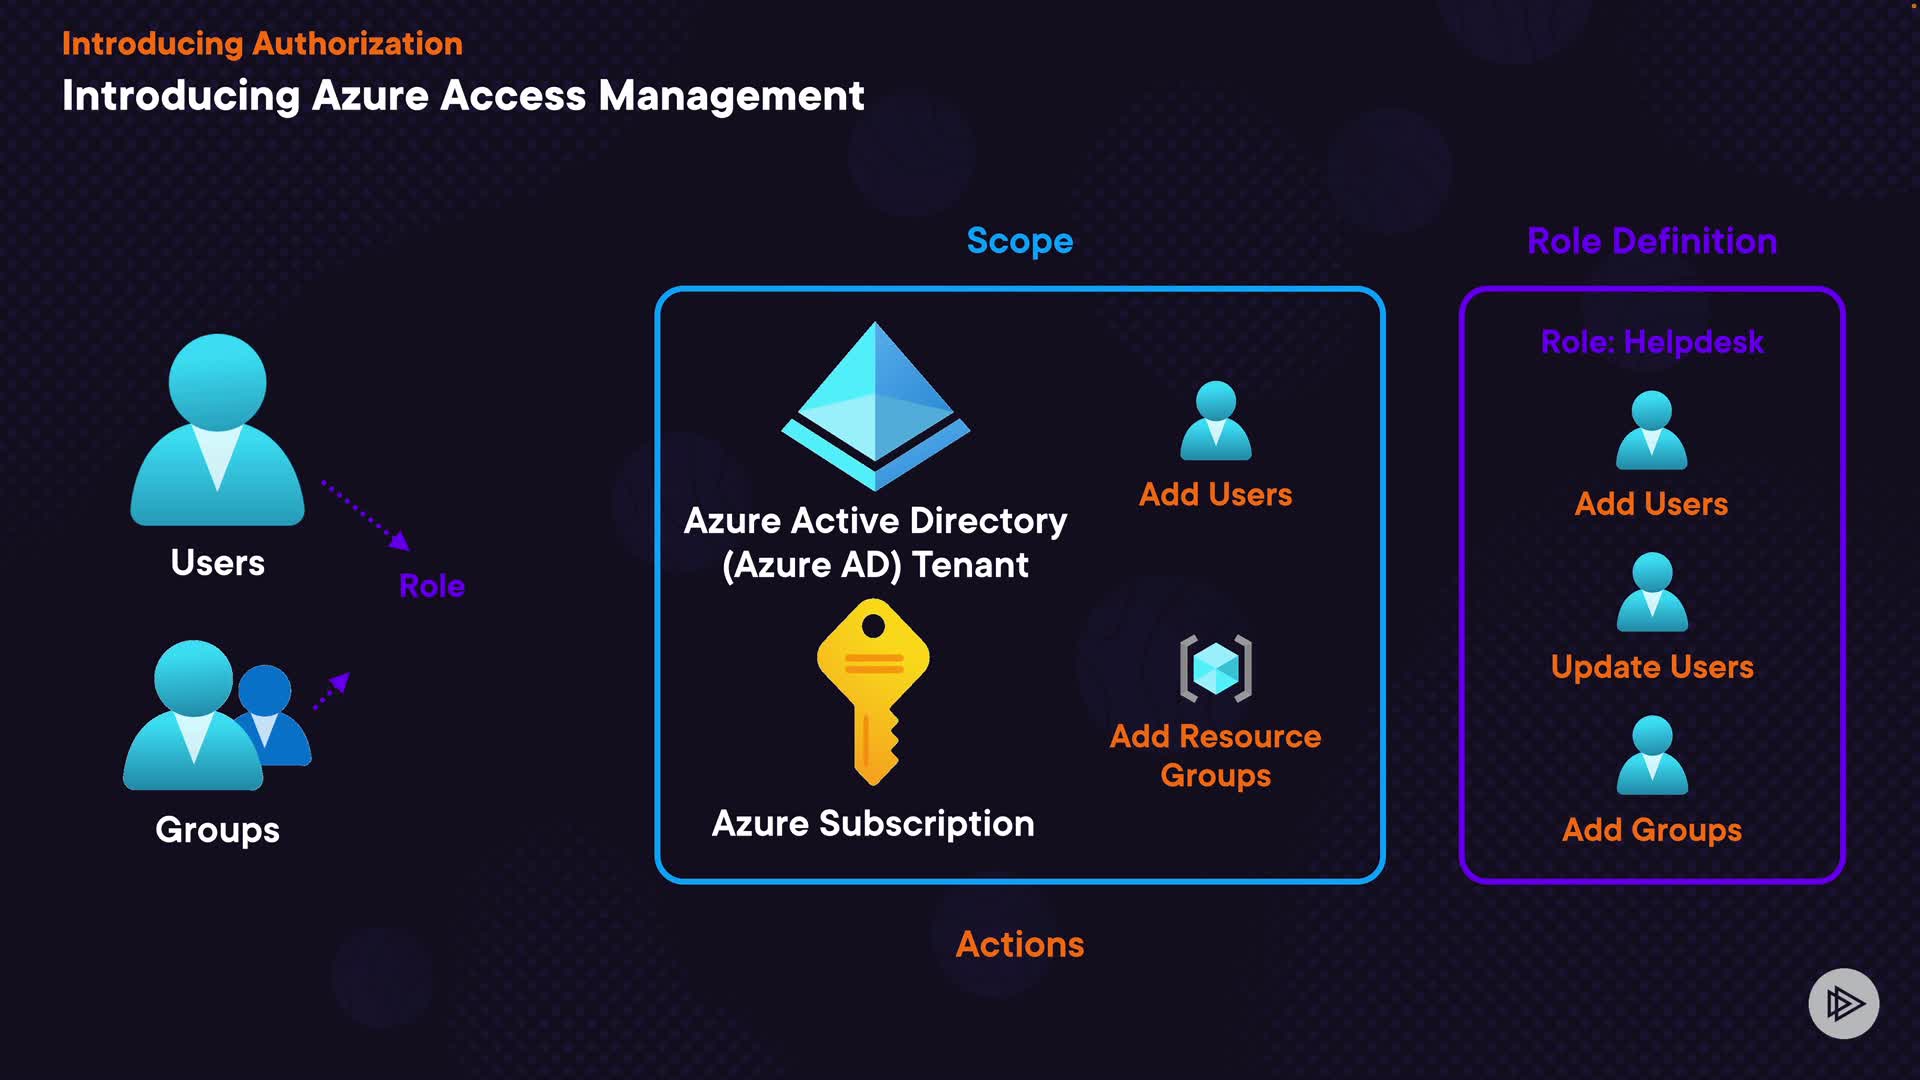 Introducing Authorization
Introducing Azure Access Management
Users
Groups
Role
Scope
Azure Active Directory
(Azure AD) Tenant
Add Users
Azure Subscription
Add Resource
Groups
Actions
Role Definition
Role: Helpdesk
Add Users
Update Users
Add Groups